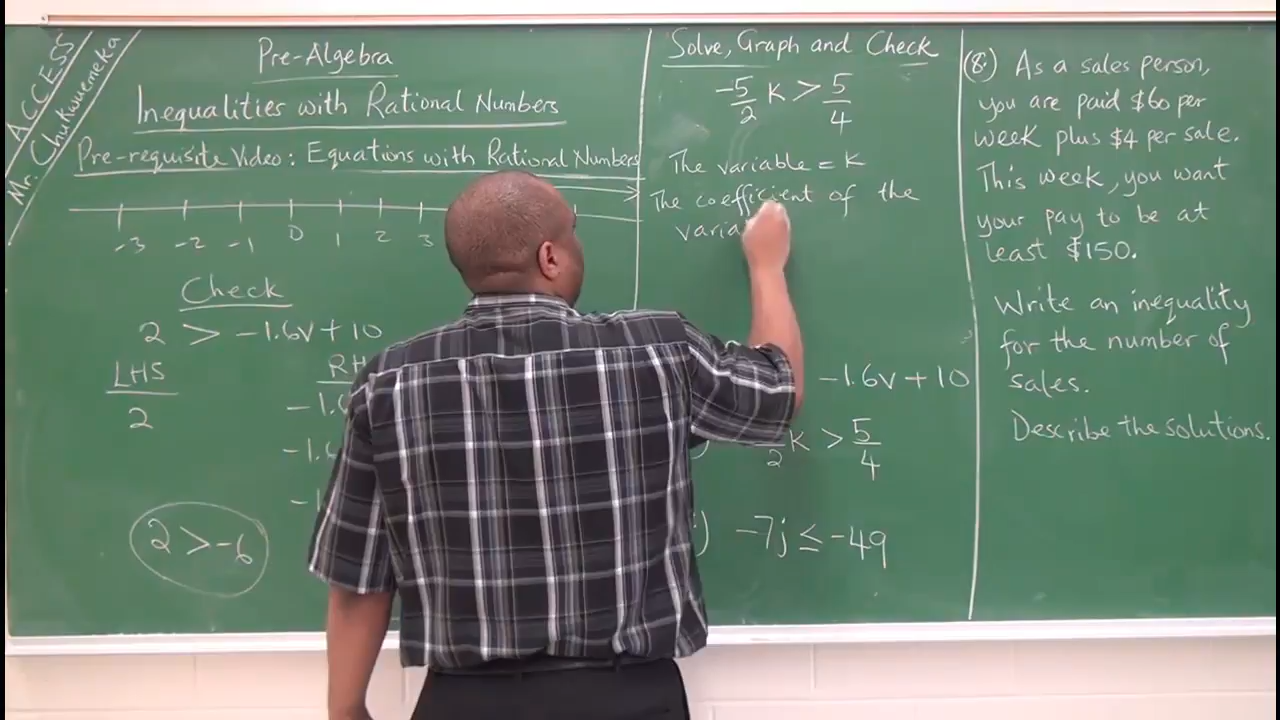 ACCESS
Mr. Chukwuemeka
Pre-Algebra
Inequalities with Rational Numbers
Pre-requisite Video: Equations with Rational Numbers
-3 -2 -1 0 1 2 3
Check
2 > -1.6v + 10
LHS
2
2 > -6
Solve, Graph and Check
-5/2 K > 5/4
The variable = K
The coefficient of the
-1.6v + 10
K > 5/4
-7j ≤ -49
(8.) As a sales person,
you are paid $60 per
week plus $4 per sale.
This week, you want
your pay to be at
least $150.
Write an inequality
for the number of
sales.
Describe the solutions.